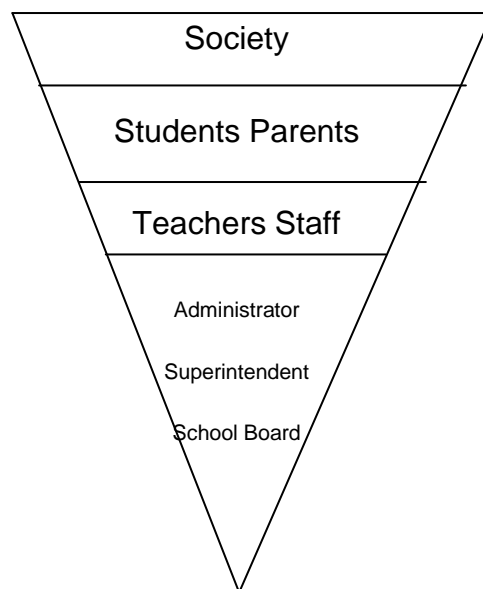 Society
Students Parents
Teachers Staff
Administrator
Superintendent
School Board